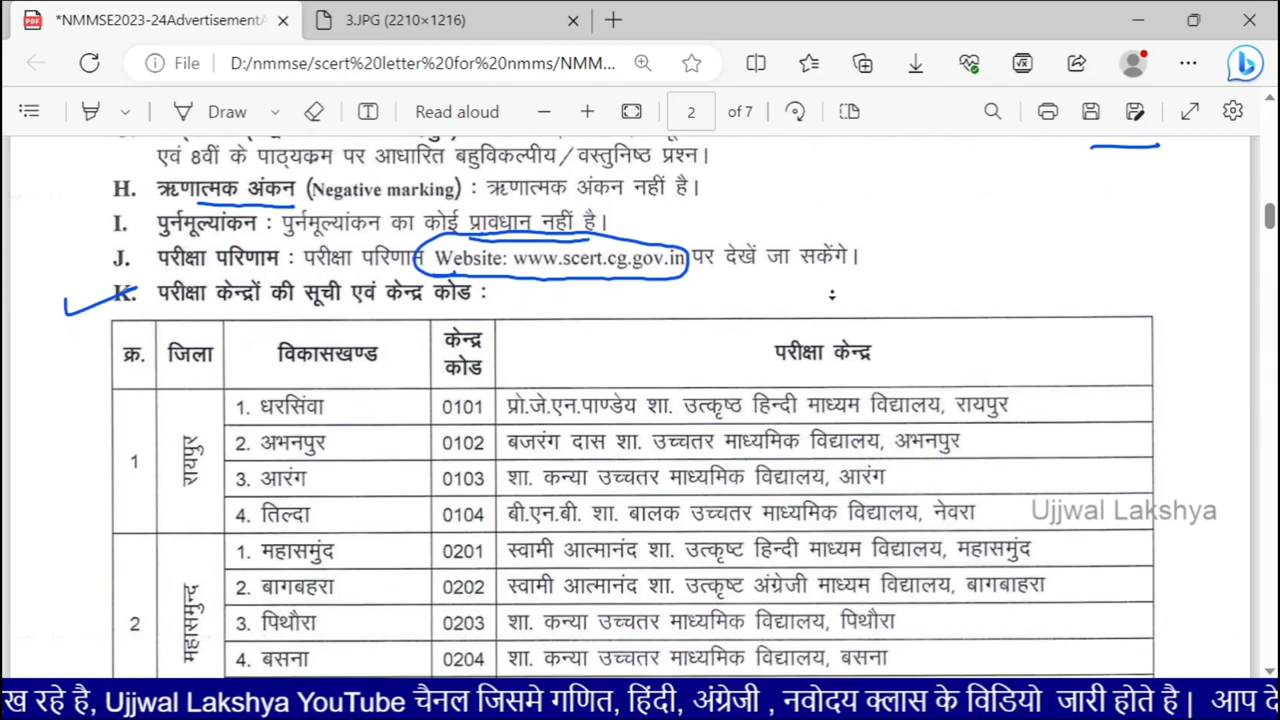 *NMMSE2023-24Advertisement
3.JPG (2210×1216)
File
D:/nmmse/scert%20letter%20for%20nmms/NMM...
Draw
Read aloud
2
of 7
एवं 8वीं के पाठ्यक्रम पर आधारित बहुविकल्पीय/वस्तुनिष्ठ प्रश्न।
H. ऋणात्मक अंकन (Negative marking) : ऋणात्मक अंकन नहीं है।
I. पुर्नमूल्यांकन : पुर्नमूल्यांकन का कोई प्रावधान नहीं है।
J. परीक्षा परिणाम : परीक्षा परिणाम Website: www.scert.cg.gov.in पर देखें जा सकेंगे।
K. परीक्षा केन्द्रों की सूची एवं केन्द्र कोड :
क्र. जिला विकासखण्ड केन्द्र कोड परीक्षा केन्द्र
1 रायपुर
1. धरसिंवा 0101 प्रो.जे.एन.पाण्डेय शा. उत्कृष्ठ हिन्दी माध्यम विद्यालय, रायपुर
2. अभनपुर 0102 बजरंग दास शा. उच्चतर माध्यमिक विद्यालय, अभनपुर
3. आरंग 0103 शा. कन्या उच्चतर माध्यमिक विद्यालय, आरंग
4. तिल्दा 0104 बी.एन.बी. शा. बालक उच्चतर माध्यमिक विद्यालय, नेवरा
Ujjwal Lakshya
2 महासमुन्द
1. महासमुंद 0201 स्वामी आत्मानंद शा. उत्कृष्ट हिन्दी माध्यम विद्यालय, महासमुंद
2. बागबहरा 0202 स्वामी आत्मानंद शा. उत्कृष्ट अंग्रेजी माध्यम विद्यालय, बागबाहरा
3. पिथौरा 0203 शा. कन्या उच्चतर माध्यमिक विद्यालय, पिथौरा
4. बसना 0204 शा. कन्या उच्चतर माध्यमिक विद्यालय, बसना
ख रहे है, Ujjwal Lakshya YouTube चैनल जिसमे गणित, हिंदी, अंग्रेजी , नवोदय क्लास के विडियो जारी होते है | आप दे